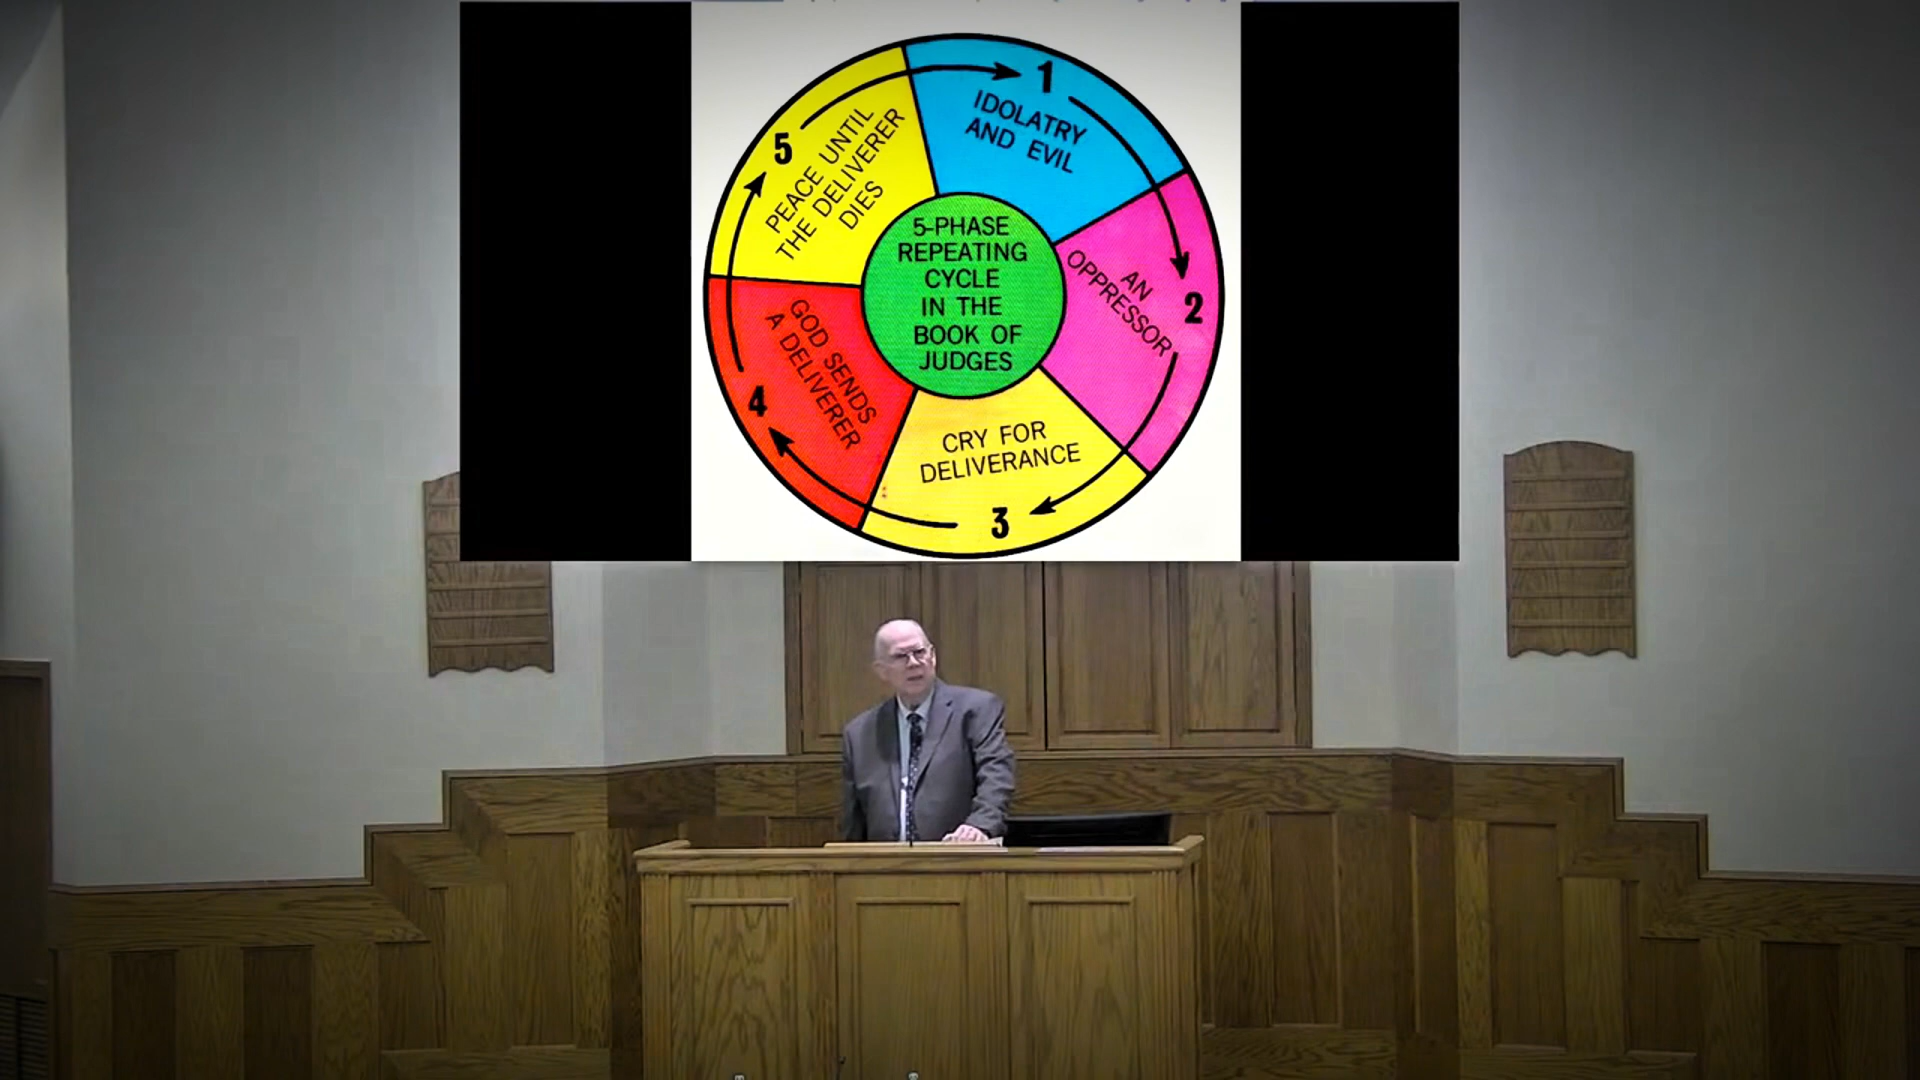 5-PHASE
REPEATING
CYCLE
IN THE
BOOK OF
JUDGES
1
IDOLATRY
AND EVIL
2
AN
OPPRESSOR
3
CRY FOR
DELIVERANCE
4
GOD SENDS
A DELIVERER
5
PEACE UNTIL
THE DELIVERER
DIES